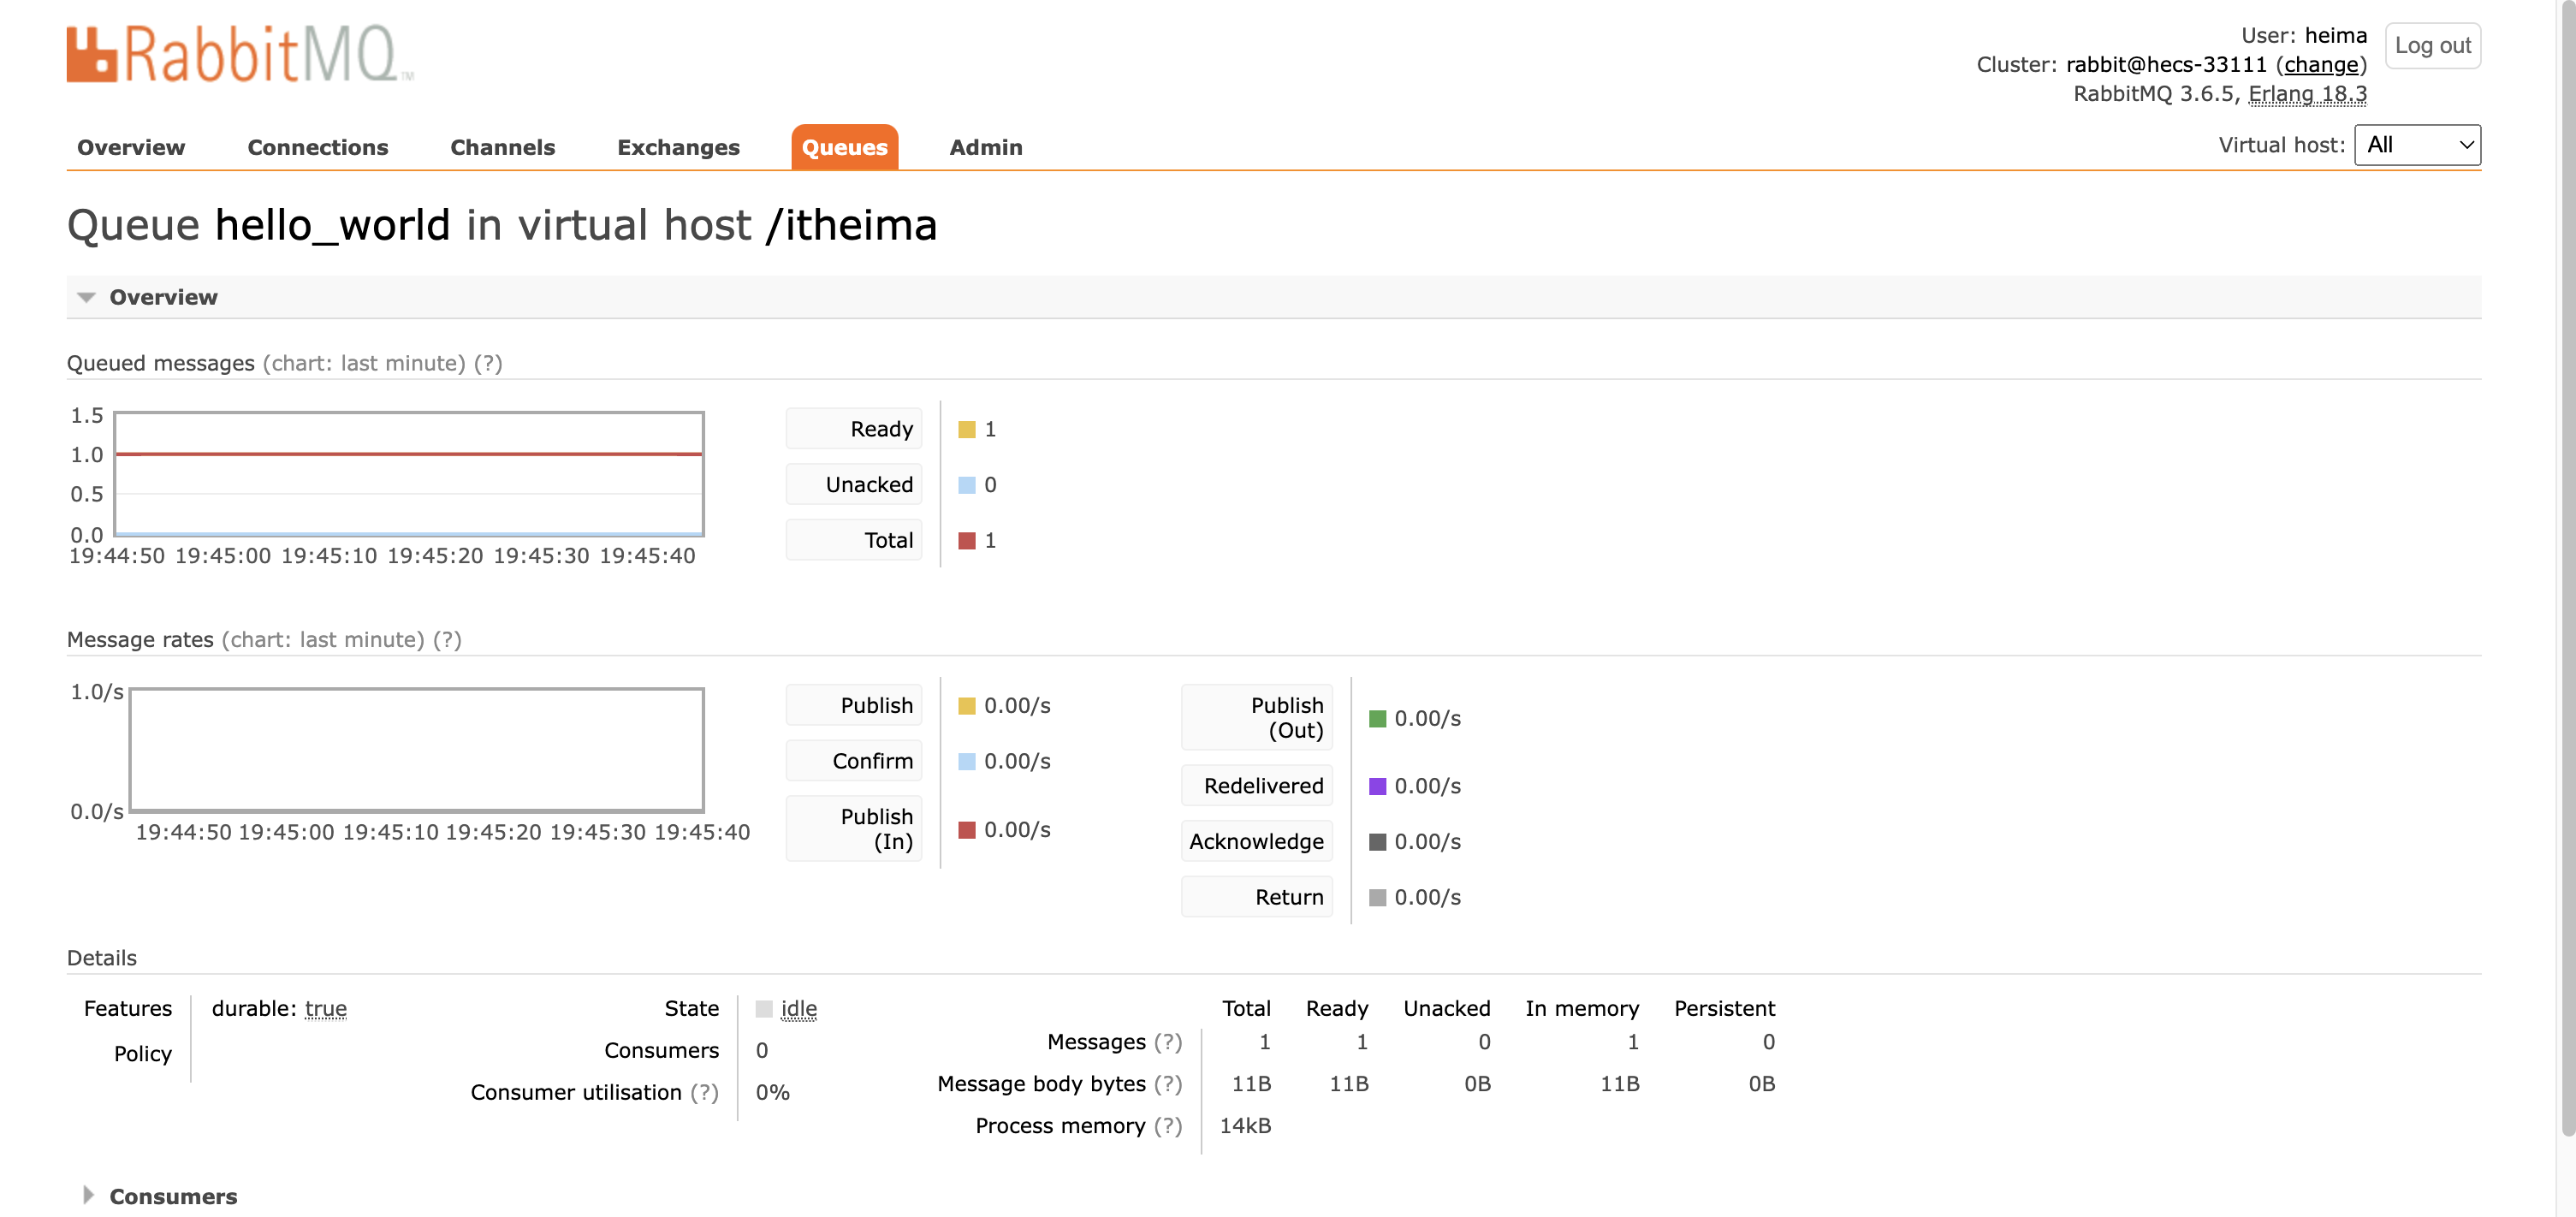 RabbitMQ™
User: heima
Log out
Cluster: rabbit@hecs-33111 (change)
RabbitMQ 3.6.5, Erlang 18.3
Overview Connections Channels Exchanges Queues Admin
Virtual host: All
Queue hello_world in virtual host /itheima
Overview
Queued messages (chart: last minute) (?)
1.5
1.0
0.5
0.0
19:44:50 19:45:00 19:45:10 19:45:20 19:45:30 19:45:40
Ready 1
Unacked 0
Total 1
Message rates (chart: last minute) (?)
1.0/s
0.0/s
19:44:50 19:45:00 19:45:10 19:45:20 19:45:30 19:45:40
Publish 0.00/s
Confirm 0.00/s
Publish
(In) 0.00/s
Publish
(Out) 0.00/s
Redelivered 0.00/s
Acknowledge 0.00/s
Return 0.00/s
Details
Features durable: true
Policy
State idle
Consumers 0
Consumer utilisation (?) 0%
Total Ready Unacked In memory Persistent
Messages (?) 1 1 0 1 0
Message body bytes (?) 11B 11B 0B 11B 0B
Process memory (?) 14kB
Consumers